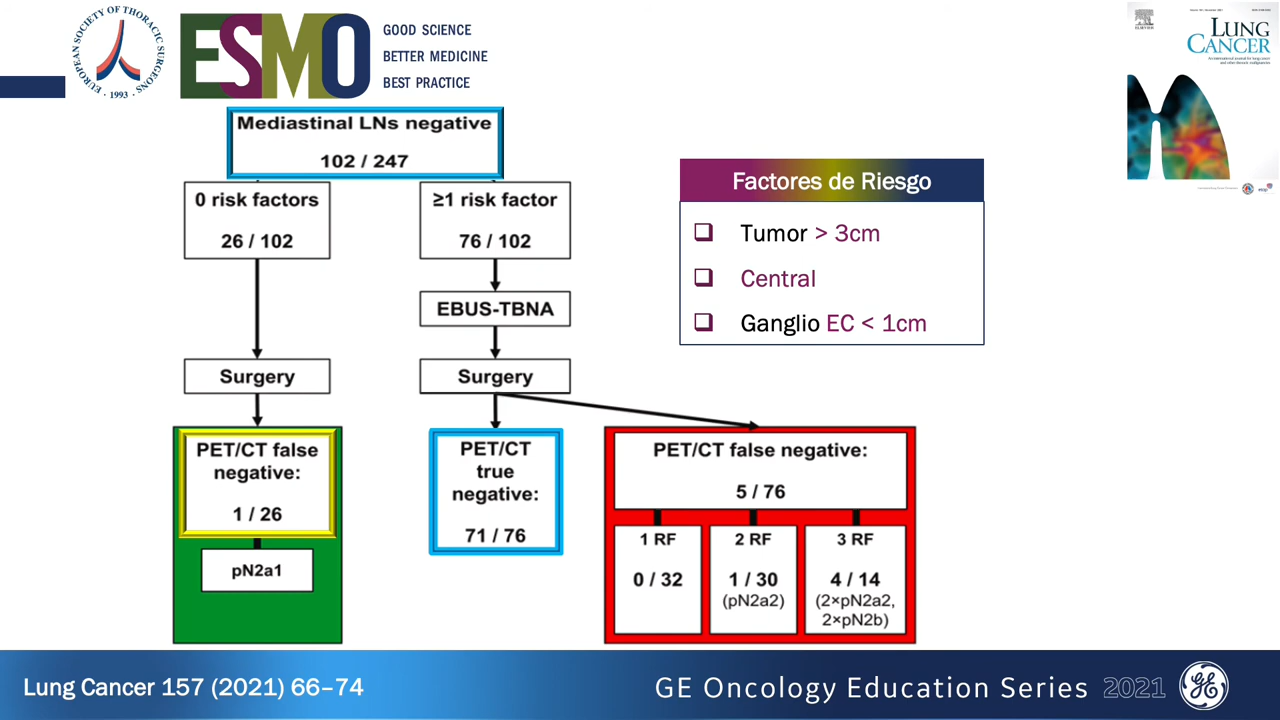 EUROPEAN SOCIETY OF THORACIC SURGEONS
· 1993 ·
ESMO
GOOD SCIENCE
BETTER MEDICINE
BEST PRACTICE
LUNG
CANCER
Mediastinal LNs negative
102 / 247
0 risk factors
26 / 102
≥1 risk factor
76 / 102
EBUS-TBNA
Surgery
Surgery
PET/CT false
negative:
1 / 26
pN2a1
PET/CT
true
negative:
71 / 76
PET/CT false negative:
5 / 76
1 RF
0 / 32
2 RF
1 / 30
(pN2a2)
3 RF
4 / 14
(2×pN2a2,
2×pN2b)
Factores de Riesgo
❑ Tumor > 3cm
❑ Central
❑ Ganglio EC < 1cm
Lung Cancer 157 (2021) 66–74
GE Oncology Education Series 2021